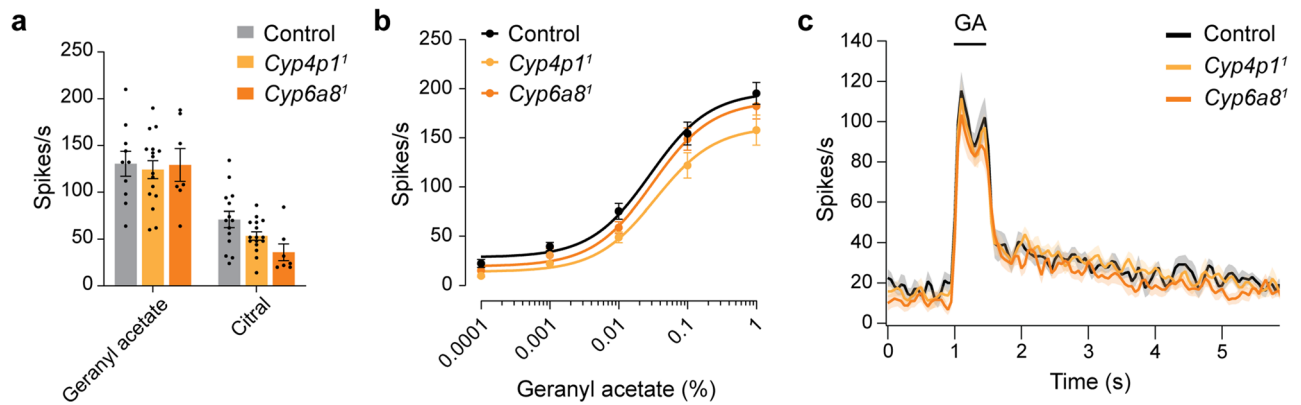 a
Control
Cyp4p1¹
Cyp6a8¹
250
200
150
100
50
0
Spikes/s
Geranyl acetate
Citral
b
Control
Cyp4p1¹
Cyp6a8¹
250
200
150
100
50
0
Spikes/s
0.0001
0.001
0.01
0.1
1
Geranyl acetate (%)
c
GA
Control
Cyp4p1¹
Cyp6a8¹
140
120
100
80
60
40
20
0
Spikes/s
0 1 2 3 4 5
Time (s)